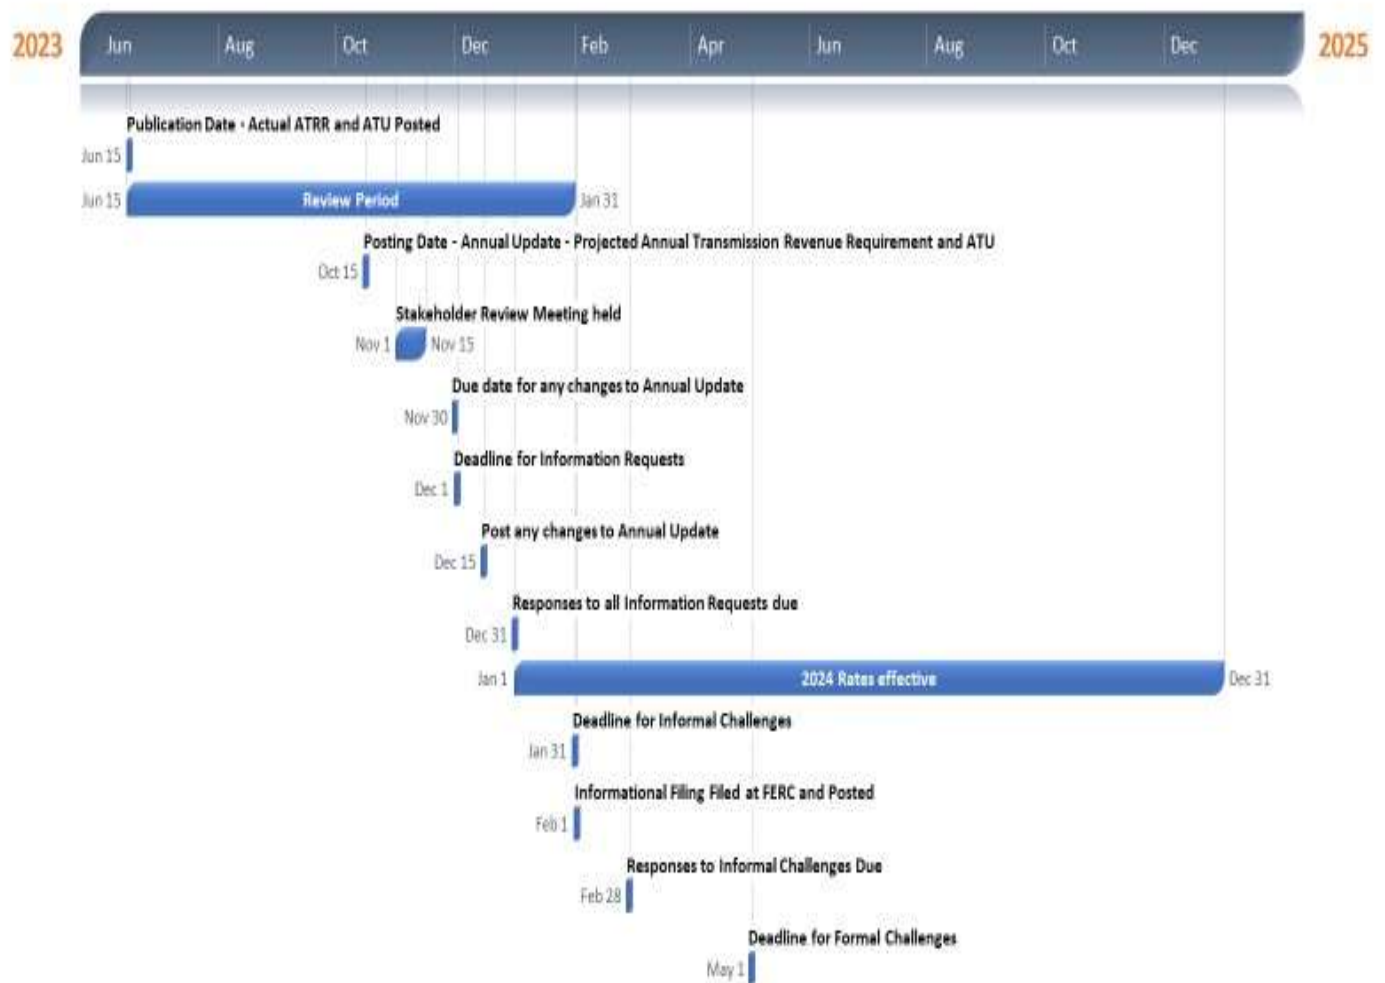 2023 Jun Aug Oct Dec Feb Apr Jun Aug Oct Dec 2025
Publication Date - Actual ATRR and ATU Posted
Jun 15
Jun 15 Review Period Jan 31
Posting Date - Annual Update - Projected Annual Transmission Revenue Requirement and ATU
Oct 15
Stakeholder Review Meeting held
Nov 1 Nov 15
Due date for any changes to Annual Update
Nov 30
Deadline for Information Requests
Dec 1
Post any changes to Annual Update
Dec 15
Responses to all Information Requests due
Dec 31
Jan 1 2024 Rates effective Dec 31
Deadline for Informal Challenges
Jan 31
Informational Filing Filed at FERC and Posted
Feb 1
Responses to Informal Challenges Due
Feb 28
Deadline for Formal Challenges
May 1